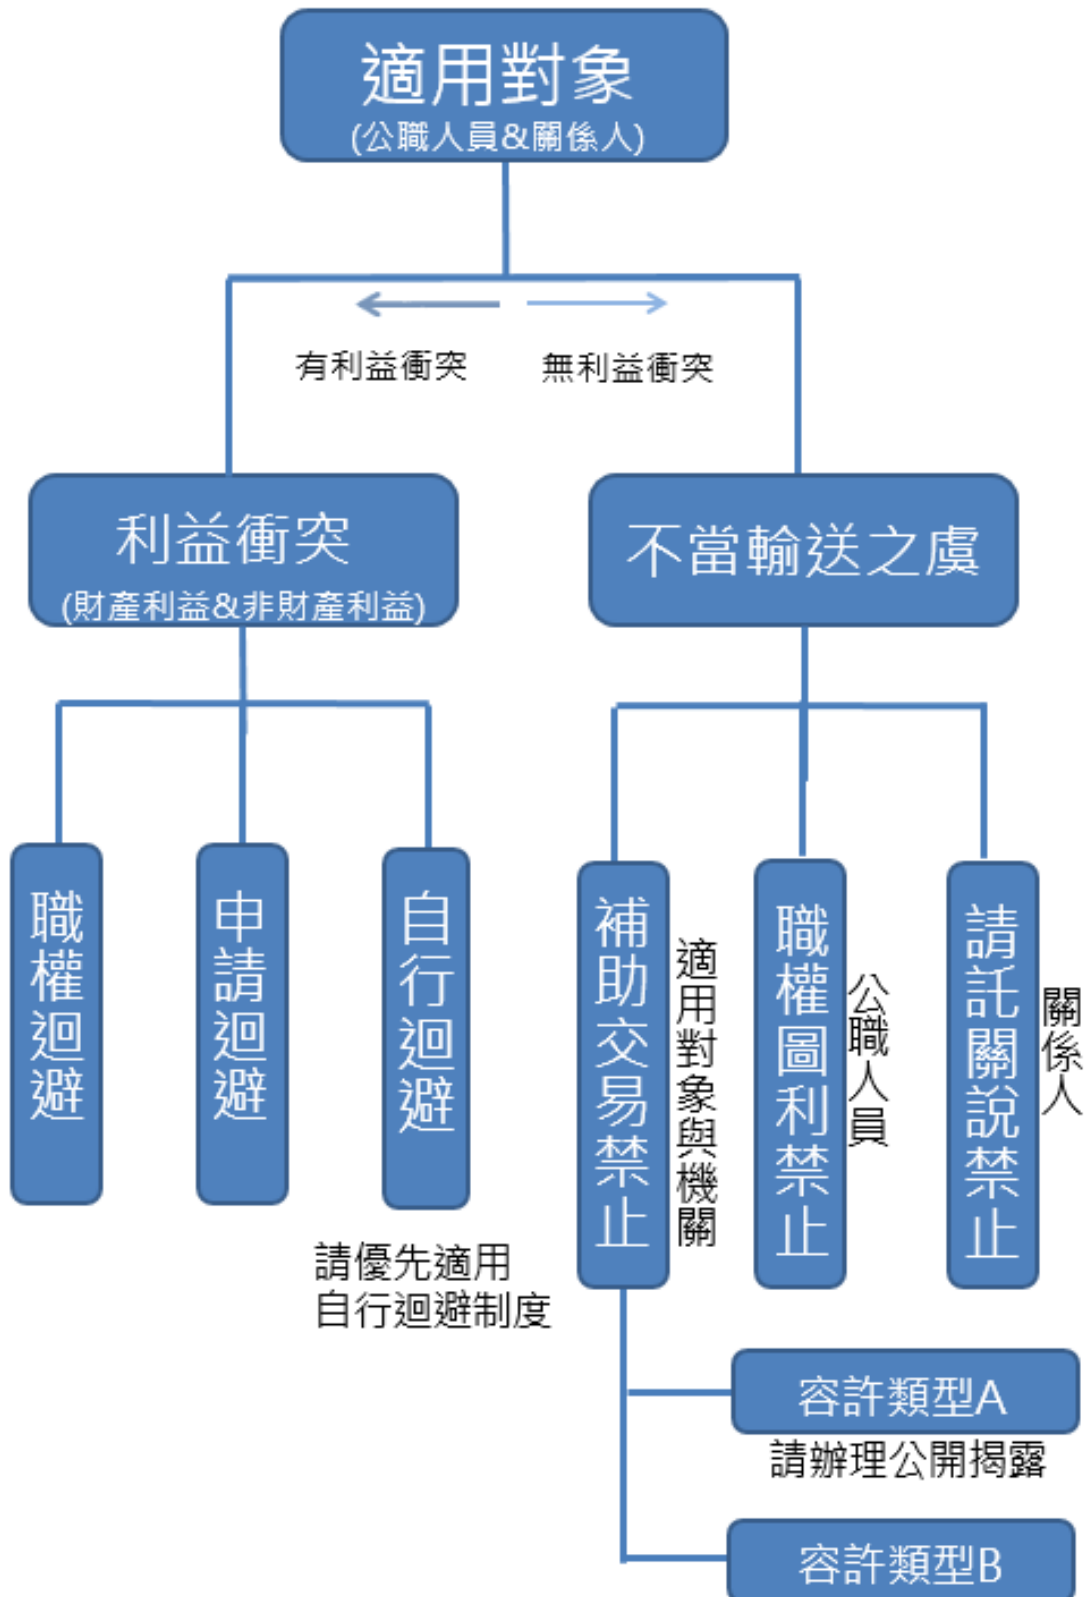 適用對象
(公職人員&關係人)
有利益衝突
無利益衝突
利益衝突
(財產利益&非財產利益)
不當輸送之虞
職權迴避
申請迴避
自行迴避
請優先適用
自行迴避制度
補助交易禁止
適用對象與機關
職權圖利禁止
公職人員
請託關說禁止
關係人
容許類型A
請辦理公開揭露
容許類型B